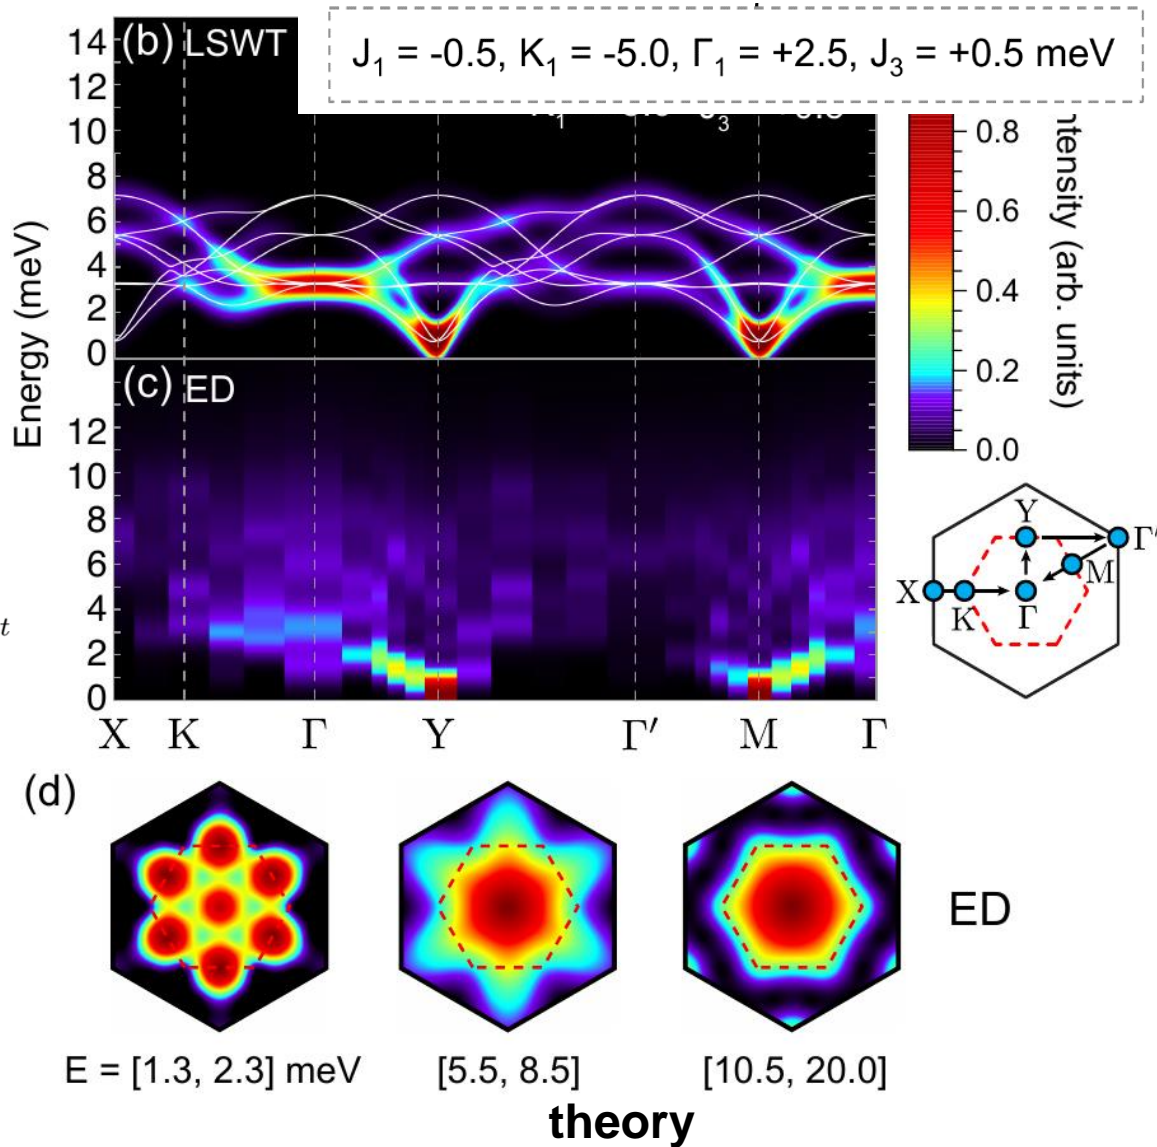 J₁ = -0.5, K₁ = -5.0, Γ₁ = +2.5, J₃ = +0.5 meV
(b) LSWT
14
12
10
8
6
4
2
0
Energy (meV)
0.8
0.6
0.4
0.2
0.0
(arb. units)
(c) ED
12
10
8
6
4
2
0
t
X K Γ Y Γ′ M Γ
Y
Γ′
M
X
K
Γ
(d)
ED
E = [1.3, 2.3] meV [5.5, 8.5] [10.5, 20.0]
theory